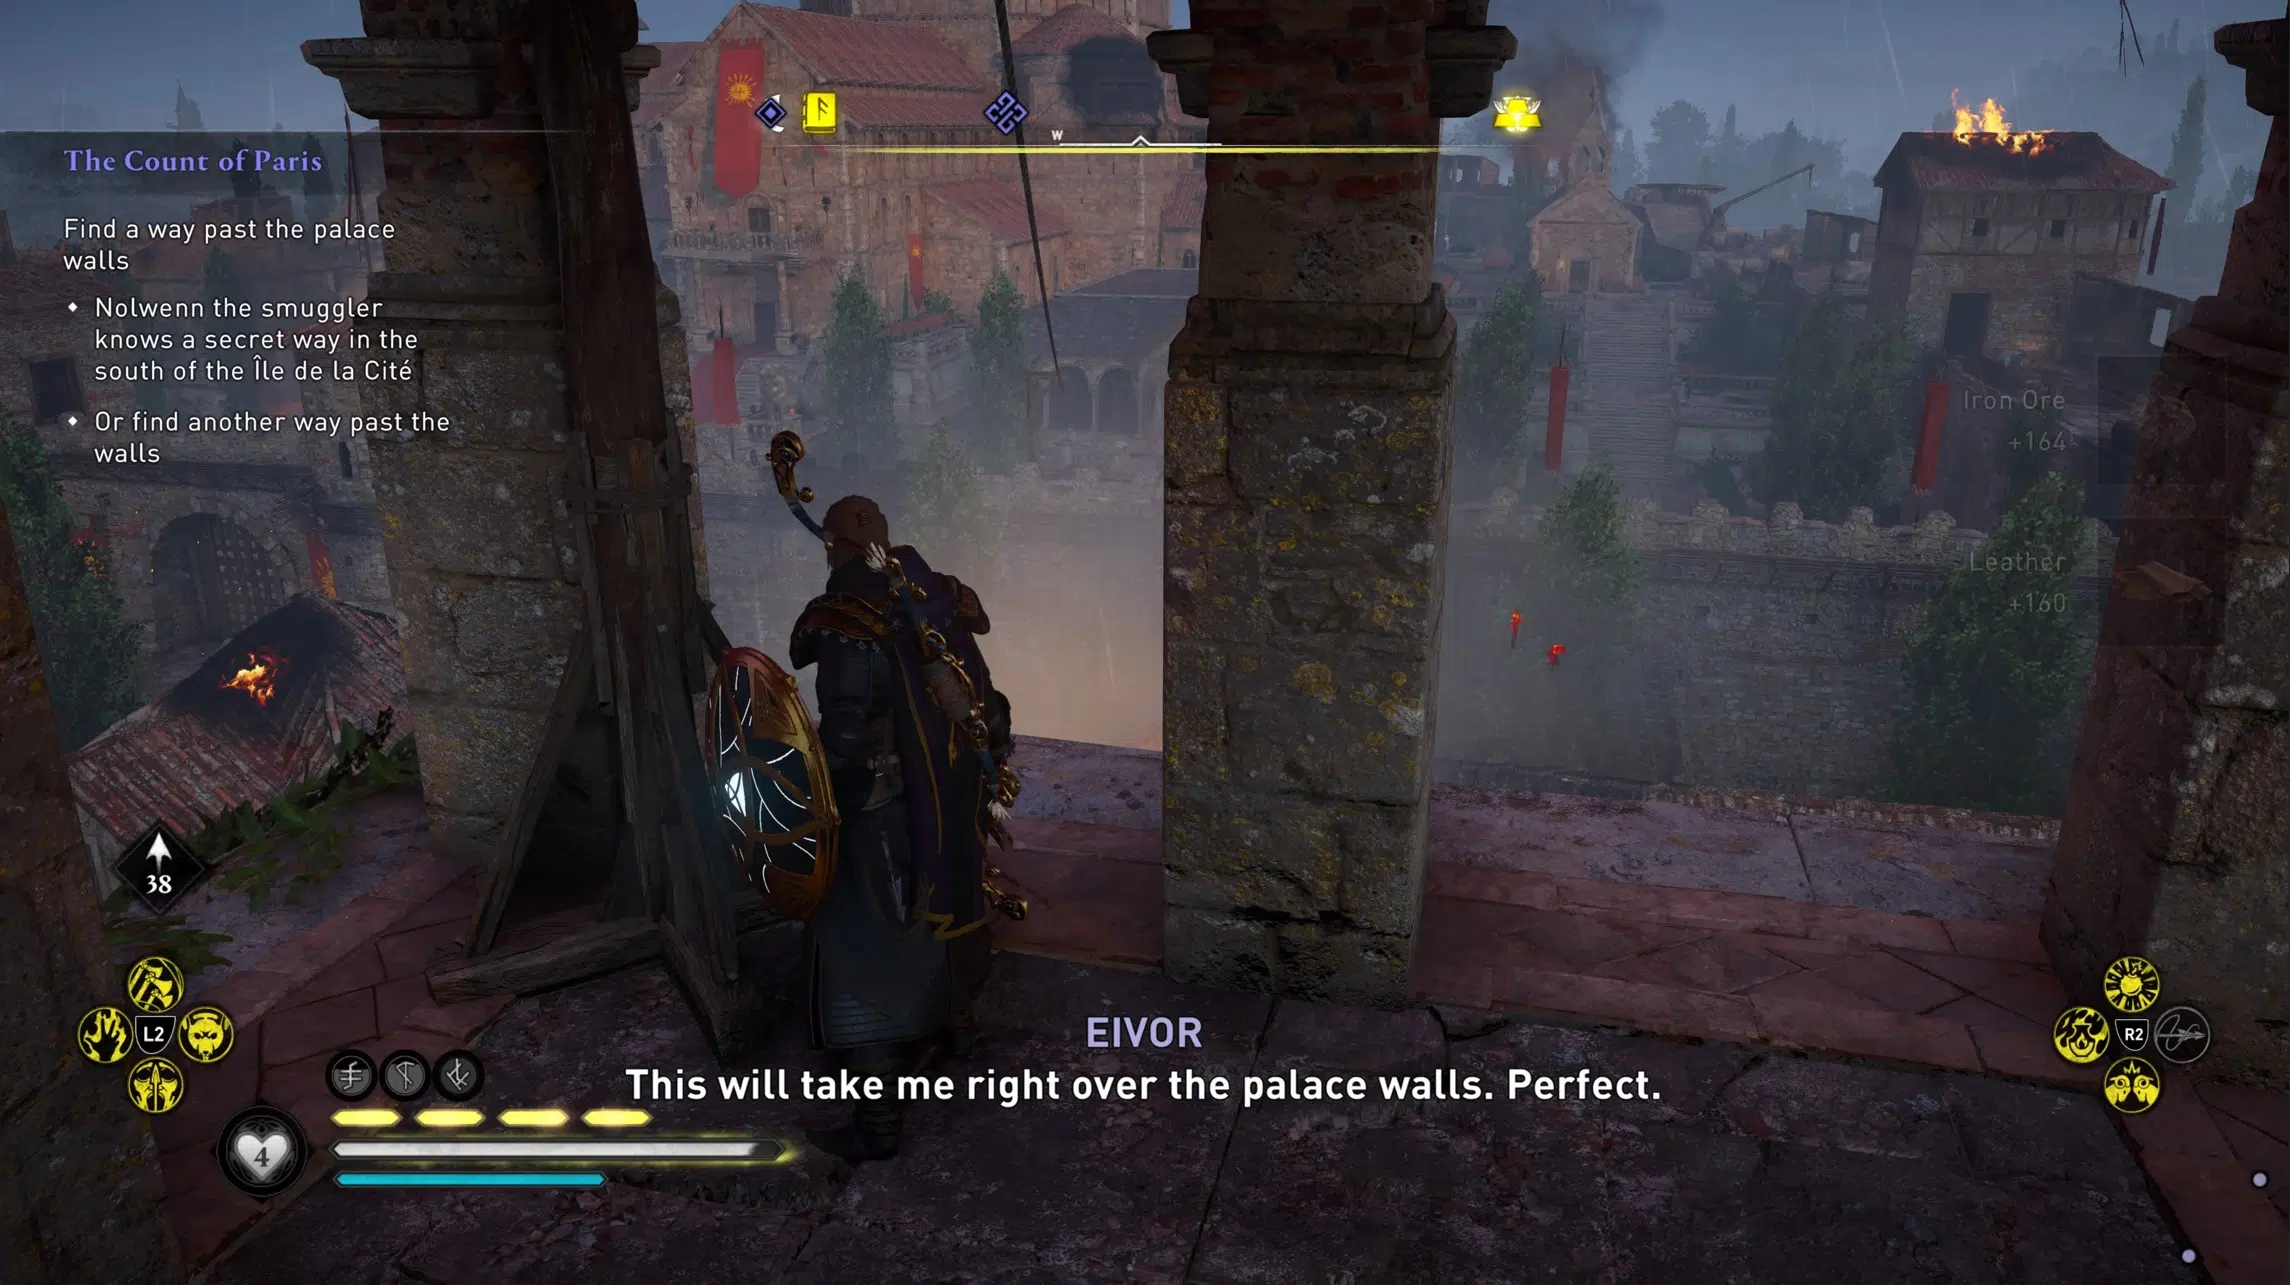 W
The Count of Paris
Find a way past the palace
walls
Nolwenn the smuggler
knows a secret way in the
south of the Île de la Cité
Or find another way past the
walls
Iron Ore
+164
Leather
+160
38
L2
R2
4
EIVOR
This will take me right over the palace walls. Perfect.